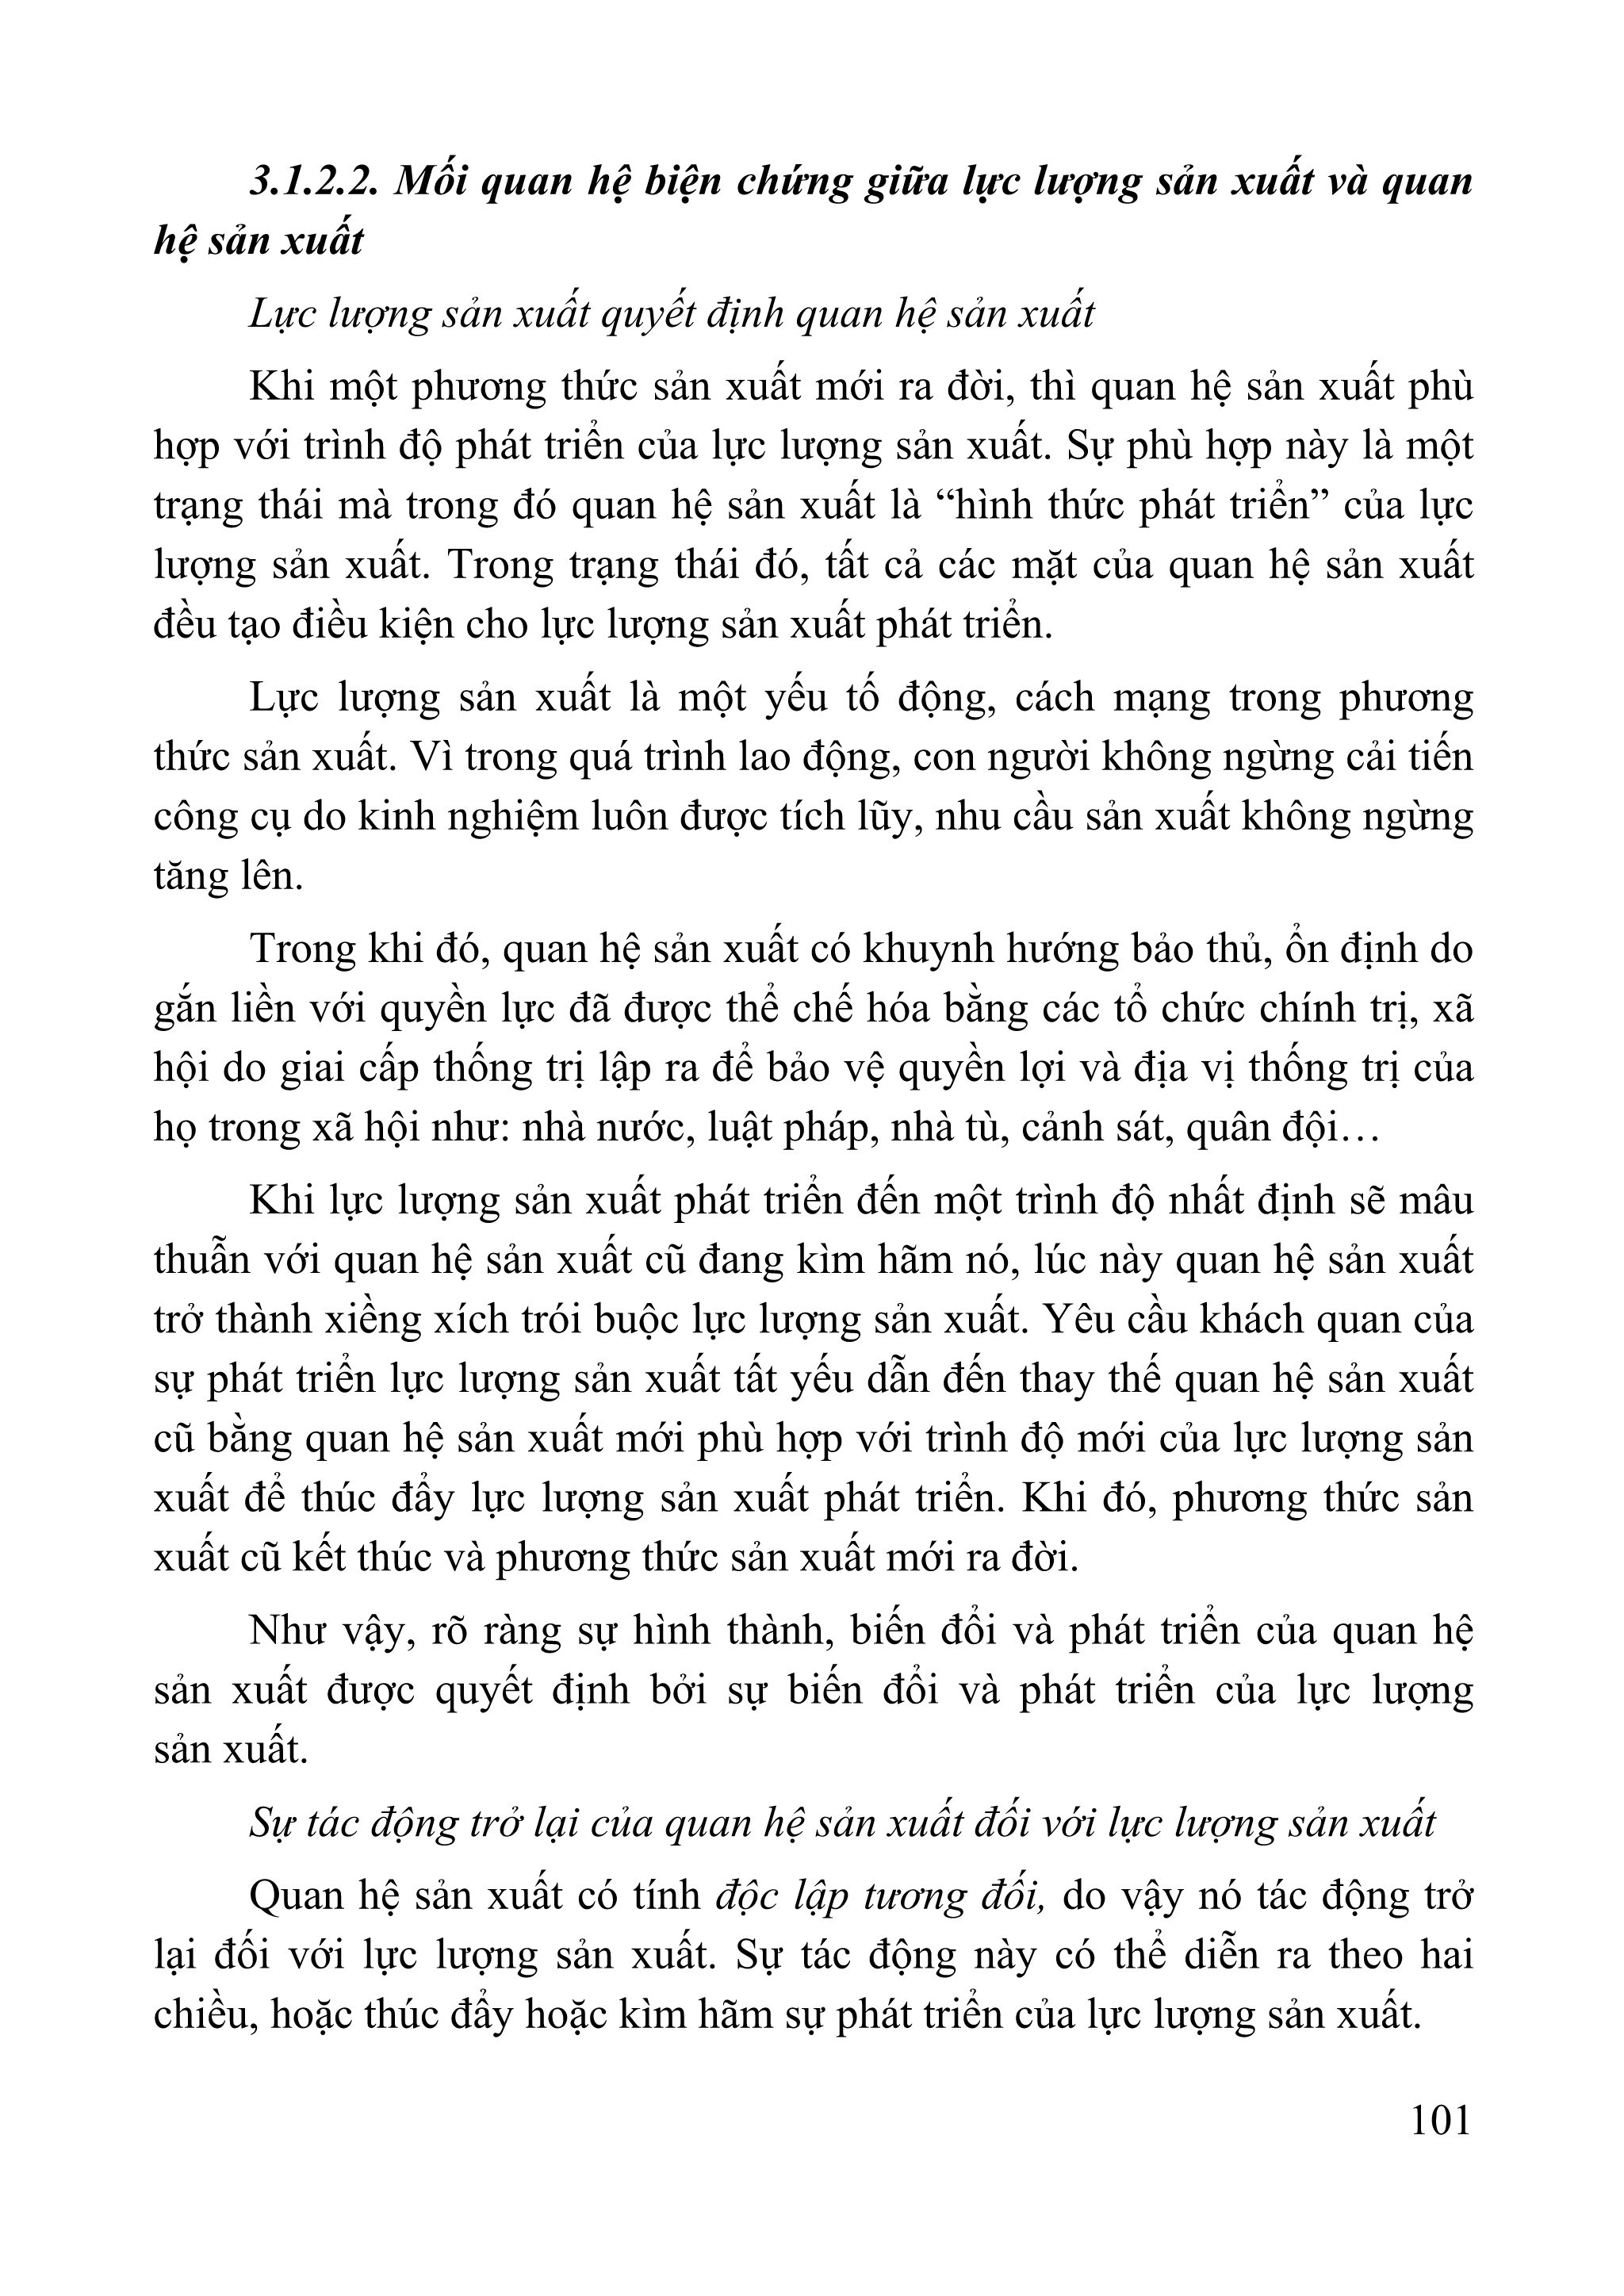 3.1.2.2. Mối quan hệ biện chứng giữa lực lượng sản xuất và quan
hệ sản xuất
Lực lượng sản xuất quyết định quan hệ sản xuất
Khi một phương thức sản xuất mới ra đời, thì quan hệ sản xuất phù
hợp với trình độ phát triển của lực lượng sản xuất. Sự phù hợp này là một
trạng thái mà trong đó quan hệ sản xuất là “hình thức phát triển” của lực
lượng sản xuất. Trong trạng thái đó, tất cả các mặt của quan hệ sản xuất
đều tạo điều kiện cho lực lượng sản xuất phát triển.
Lực lượng sản xuất là một yếu tố động, cách mạng trong phương
thức sản xuất. Vì trong quá trình lao động, con người không ngừng cải tiến
công cụ do kinh nghiệm luôn được tích lũy, nhu cầu sản xuất không ngừng
tăng lên.
Trong khi đó, quan hệ sản xuất có khuynh hướng bảo thủ, ổn định do
gắn liền với quyền lực đã được thể chế hóa bằng các tổ chức chính trị, xã
hội do giai cấp thống trị lập ra để bảo vệ quyền lợi và địa vị thống trị của
họ trong xã hội như: nhà nước, luật pháp, nhà tù, cảnh sát, quân đội…
Khi lực lượng sản xuất phát triển đến một trình độ nhất định sẽ mâu
thuẫn với quan hệ sản xuất cũ đang kìm hãm nó, lúc này quan hệ sản xuất
trở thành xiềng xích trói buộc lực lượng sản xuất. Yêu cầu khách quan của
sự phát triển lực lượng sản xuất tất yếu dẫn đến thay thế quan hệ sản xuất
cũ bằng quan hệ sản xuất mới phù hợp với trình độ mới của lực lượng sản
xuất để thúc đẩy lực lượng sản xuất phát triển. Khi đó, phương thức sản
xuất cũ kết thúc và phương thức sản xuất mới ra đời.
Như vậy, rõ ràng sự hình thành, biến đổi và phát triển của quan hệ
sản xuất được quyết định bởi sự biến đổi và phát triển của lực lượng
sản xuất.
Sự tác động trở lại của quan hệ sản xuất đối với lực lượng sản xuất
Quan hệ sản xuất có tính độc lập tương đối, do vậy nó tác động trở
lại đối với lực lượng sản xuất. Sự tác động này có thể diễn ra theo hai
chiều, hoặc thúc đẩy hoặc kìm hãm sự phát triển của lực lượng sản xuất.
101